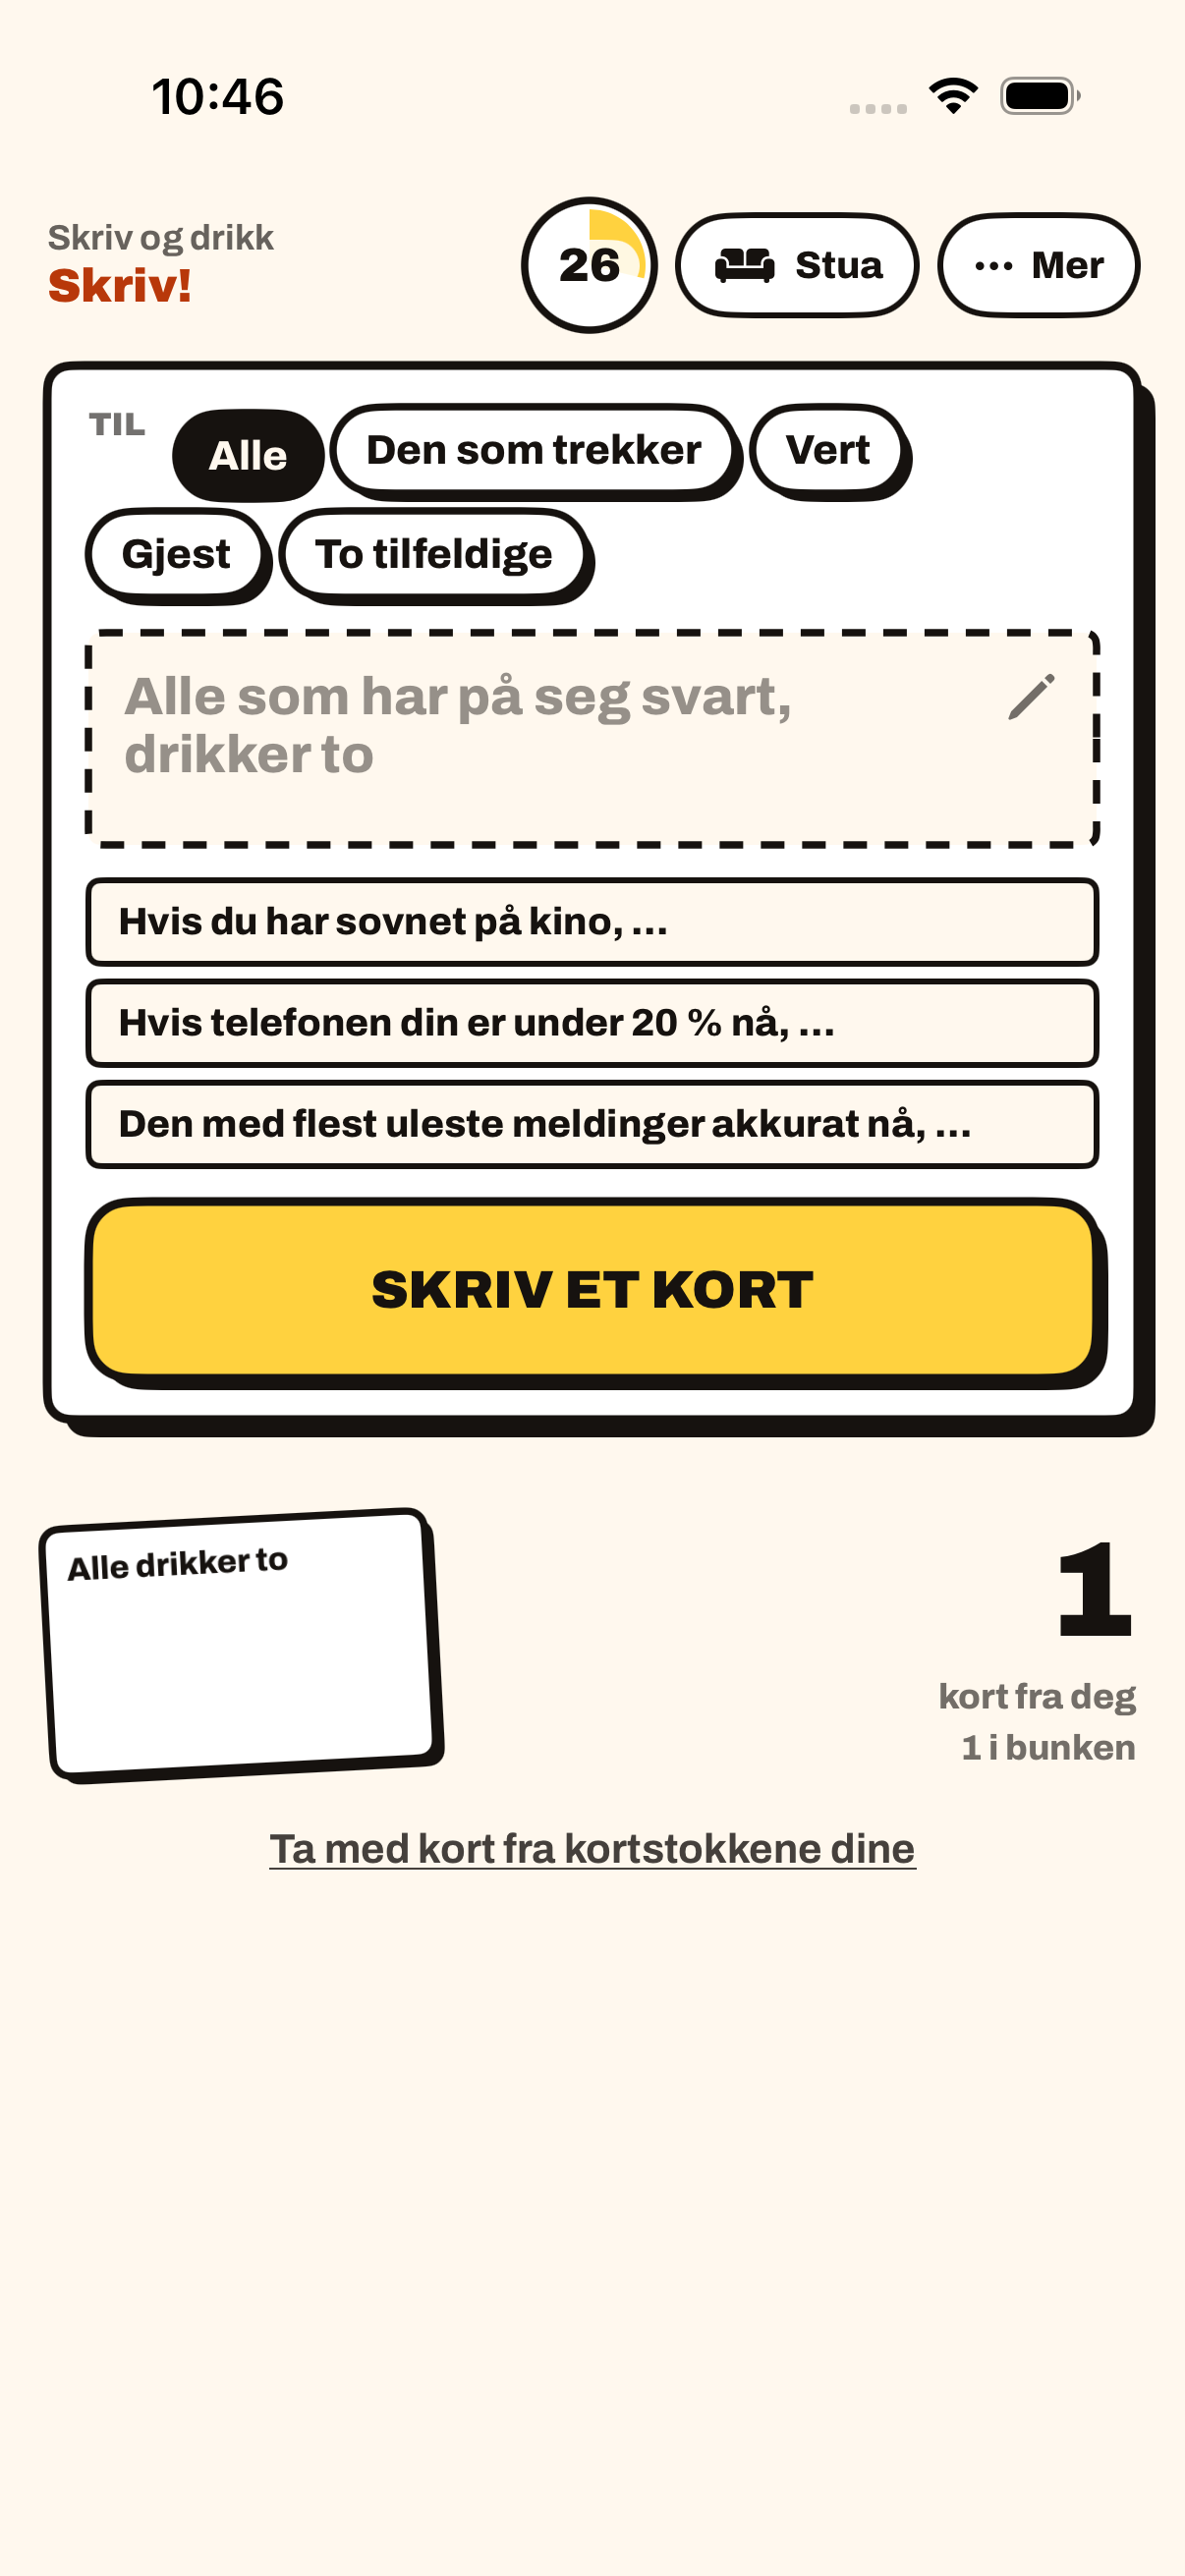 10:46
Skriv og drikk
Skriv!
26
Stua
Mer
TIL
Alle
Den som trekker
Vert
Gjest
To tilfeldige
Alle som har på seg svart,
drikker to
Hvis du har sovnet på kino, ...
Hvis telefonen din er under 20 % nå, ...
Den med flest uleste meldinger akkurat nå, ...
SKRIV ET KORT
Alle drikker to
1
kort fra deg
1 i bunken
Ta med kort fra kortstokkene dine